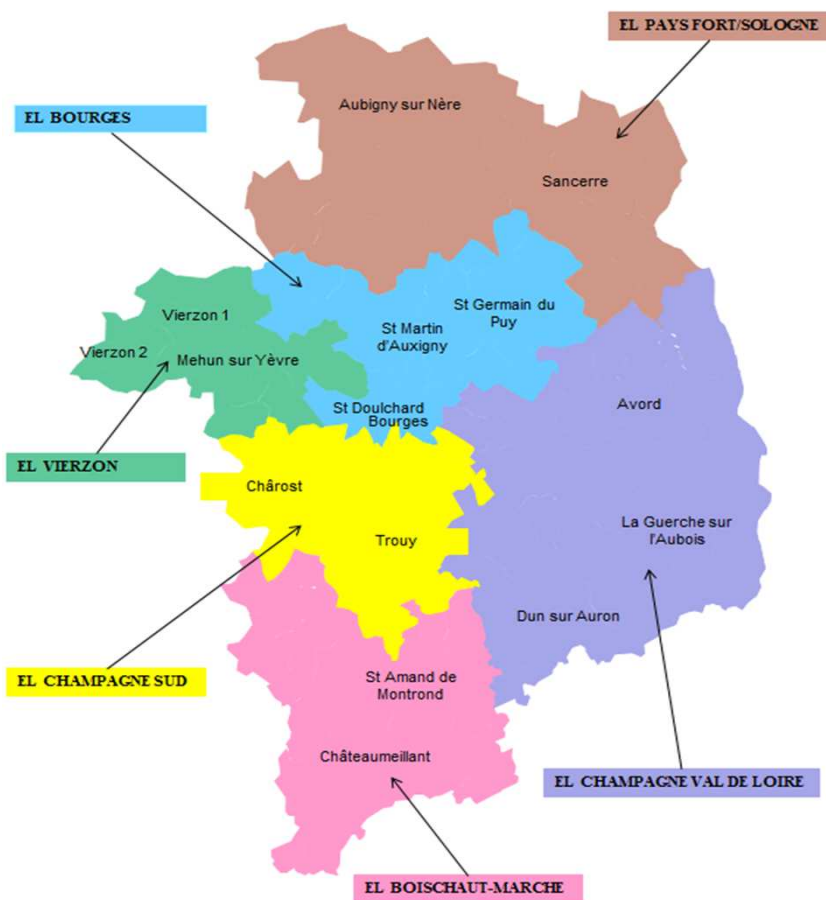 EL PAYS FORT/SOLOGNE
Aubigny sur Nère
EL BOURGES
Sancerre
St Germain du
Puy
Vierzon 1
St Martin
d'Auxigny
Vierzon 2
Mehun sur Yèvre
St Doulchard
Bourges
Avord
EL VIERZON
Chârost
La Guerche sur
l'Aubois
Trouy
Dun sur Auron
EL CHAMPAGNE SUD
St Amand de
Montrond
Châteaumeillant
EL CHAMPAGNE VAL DE LOIRE
EL BOISCHAUT-MARCHE